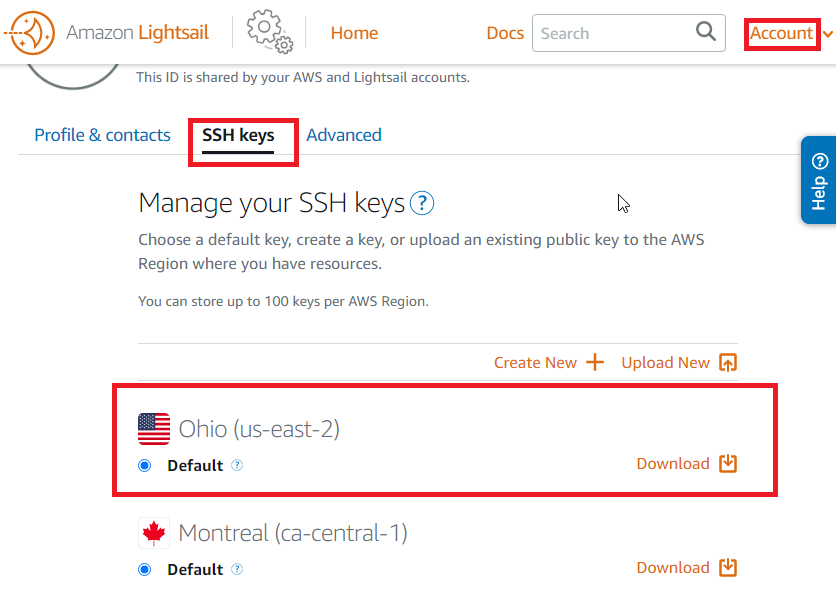 Amazon Lightsail Home Docs Search Account
This ID is shared by your AWS and Lightsail accounts.
Profile & contacts SSH keys Advanced
Help ?
Manage your SSH keys ?
Choose a default key, create a key, or upload an existing public key to the AWS
Region where you have resources.
You can store up to 100 keys per AWS Region.
Create New + Upload New
Ohio (us-east-2)
Default ? Download
Montreal (ca-central-1)
Default ? Download